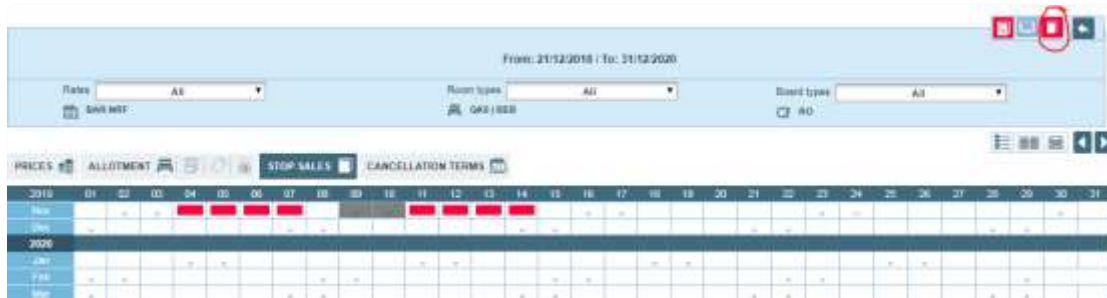 From: 21/12/2018 / To: 31/12/2020
Rates All
Room types All
Board types All
BAR NRF
RO
PRICES ALLOTMENT STOP SALES CANCELLATION TERMS
2019 01 02 03 04 05 06 07 08 09 10 11 12 13 14 15 16 17 18 19 20 21 22 23 24 25 26 27 28 29 30 31
Nov
Dec
2020
Jan
Feb
Mar